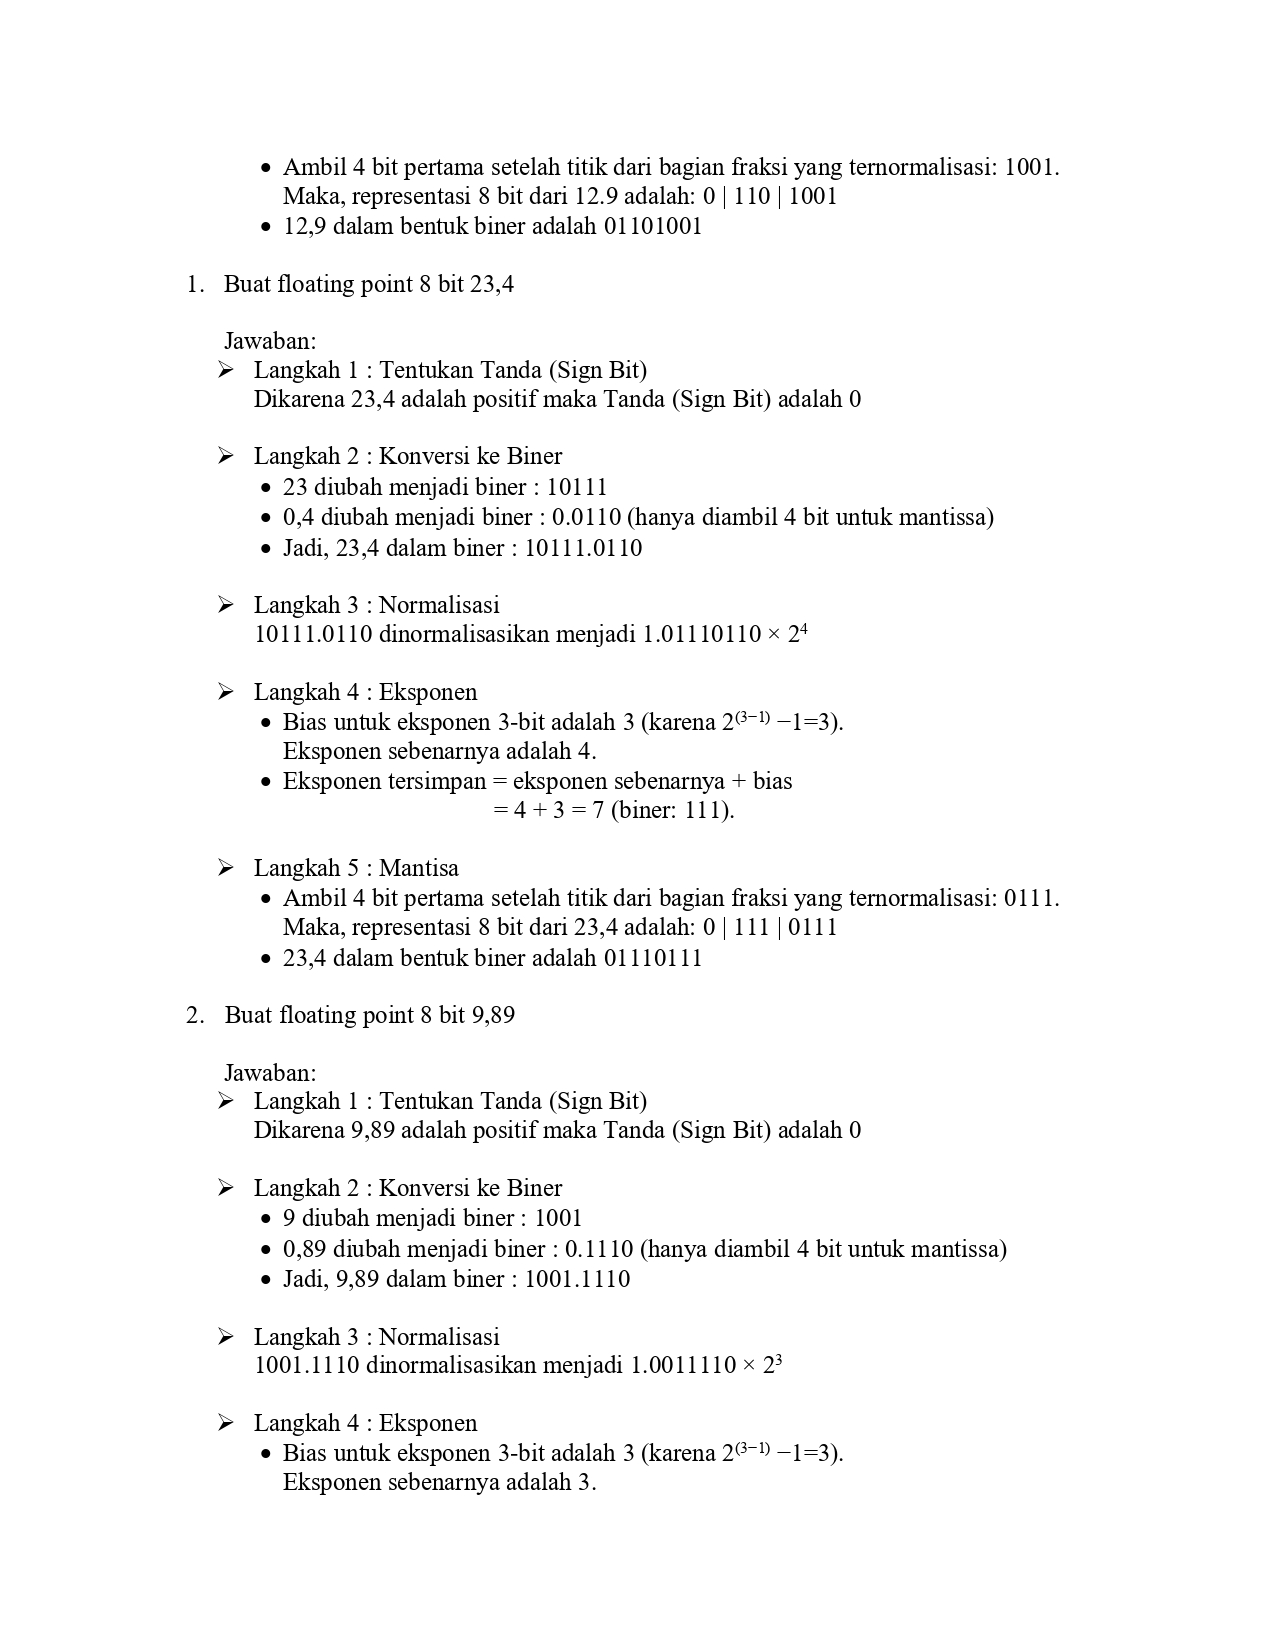 • Ambil 4 bit pertama setelah titik dari bagian fraksi yang ternormalisasi: 1001.
Maka, representasi 8 bit dari 12.9 adalah: 0 | 110 | 1001
• 12,9 dalam bentuk biner adalah 01101001
1. Buat floating point 8 bit 23,4
Jawaban:
➢ Langkah 1 : Tentukan Tanda (Sign Bit)
Dikarena 23,4 adalah positif maka Tanda (Sign Bit) adalah 0
➢ Langkah 2 : Konversi ke Biner
• 23 diubah menjadi biner : 10111
• 0,4 diubah menjadi biner : 0.0110 (hanya diambil 4 bit untuk mantissa)
• Jadi, 23,4 dalam biner : 10111.0110
➢ Langkah 3 : Normalisasi
10111.0110 dinormalisasikan menjadi 1.01110110 × 2⁴
➢ Langkah 4 : Eksponen
• Bias untuk eksponen 3-bit adalah 3 (karena 2⁽³⁻¹⁾ −1=3).
Eksponen sebenarnya adalah 4.
• Eksponen tersimpan = eksponen sebenarnya + bias
= 4 + 3 = 7 (biner: 111).
➢ Langkah 5 : Mantisa
• Ambil 4 bit pertama setelah titik dari bagian fraksi yang ternormalisasi: 0111.
Maka, representasi 8 bit dari 23,4 adalah: 0 | 111 | 0111
• 23,4 dalam bentuk biner adalah 01110111
2. Buat floating point 8 bit 9,89
Jawaban:
➢ Langkah 1 : Tentukan Tanda (Sign Bit)
Dikarena 9,89 adalah positif maka Tanda (Sign Bit) adalah 0
➢ Langkah 2 : Konversi ke Biner
• 9 diubah menjadi biner : 1001
• 0,89 diubah menjadi biner : 0.1110 (hanya diambil 4 bit untuk mantissa)
• Jadi, 9,89 dalam biner : 1001.1110
➢ Langkah 3 : Normalisasi
1001.1110 dinormalisasikan menjadi 1.0011110 × 2³
➢ Langkah 4 : Eksponen
• Bias untuk eksponen 3-bit adalah 3 (karena 2⁽³⁻¹⁾ −1=3).
Eksponen sebenarnya adalah 3.